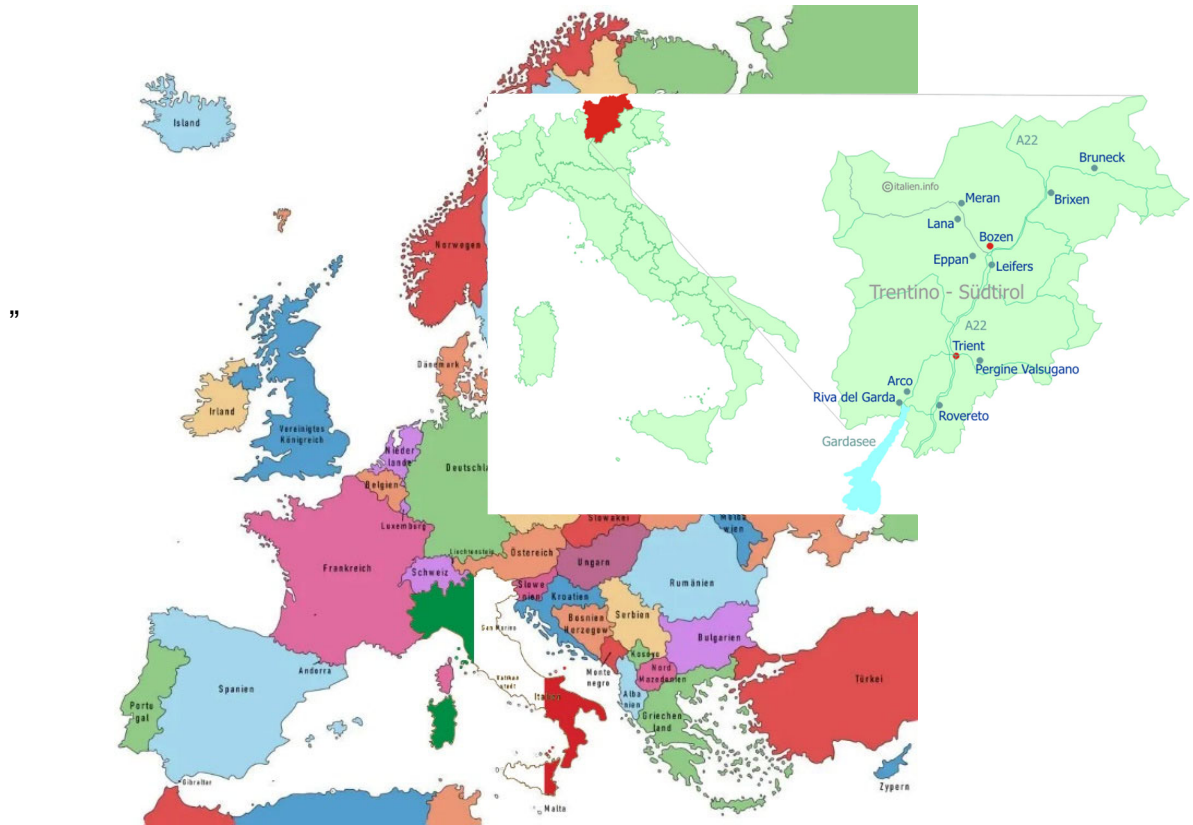 Island
A22
Bruneck
© italien.info
Meran
Brixen
Lana
Bozen
Norwegen
Eppan
Leifers
Trentino - Südtirol
”
A22
Trient
Dänemark
Pergine Valsugano
Arco
Riva del Garda
Rovereto
Irland
Vereinigtes
Königreich
Gardasee
Nieder
lande
Deutschla
Belgien
Luxemburg
Slowakei
Molda
wien
Liechtenstein
Österreich
Frankreich
Schweiz
Ungarn
Slowe
nien
Kroatien
Rumänien
San Marino
Bosnien
Herzegow
Serbien
Bulgarien
Andorra
Kosovo
Spanien
Vatikan
stadt
Italien
Monte
negro
Nord
Mazedonien
Türkei
Portu
gal
Alba
nien
Griechen
land
Gibraltar
Malta
Zypern